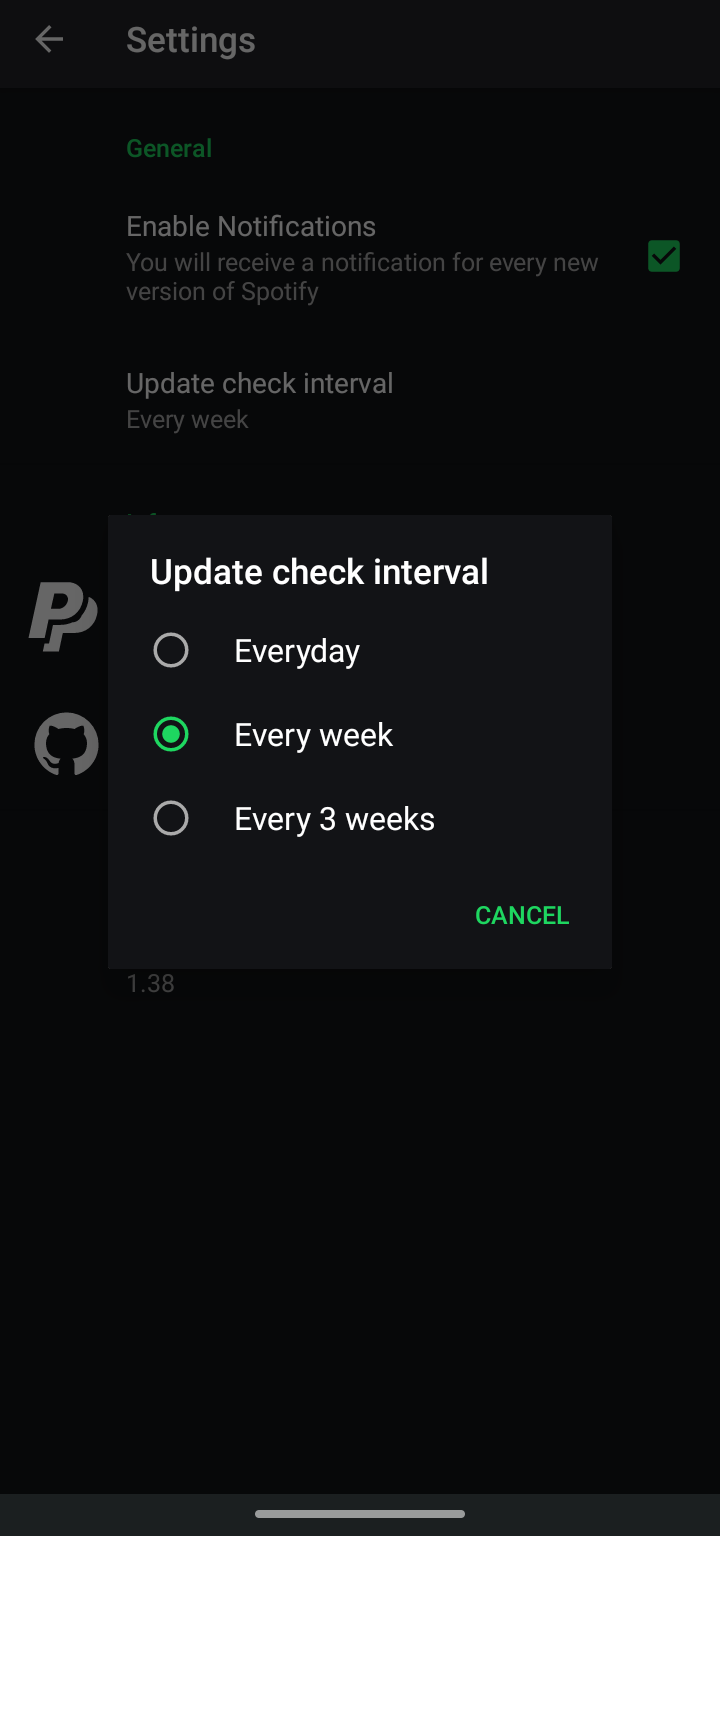 Settings
General
Enable Notifications
You will receive a notification for every new
version of Spotify
Update check interval
Every week
Update check interval
Everyday
Every week
Every 3 weeks
CANCEL
1.38